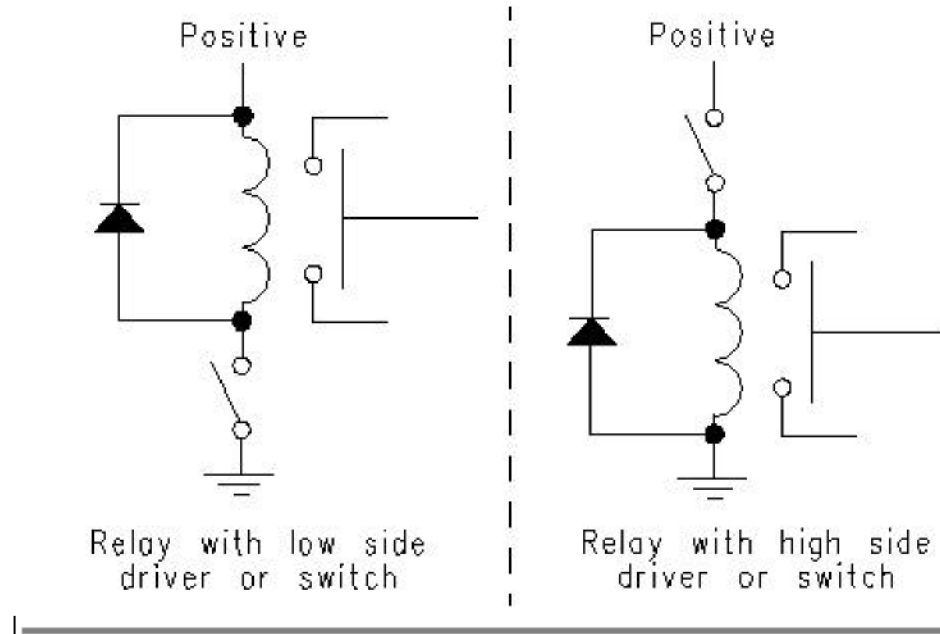 Positive
Relay with low side
driver or switch
Positive
Relay with high side
driver or switch